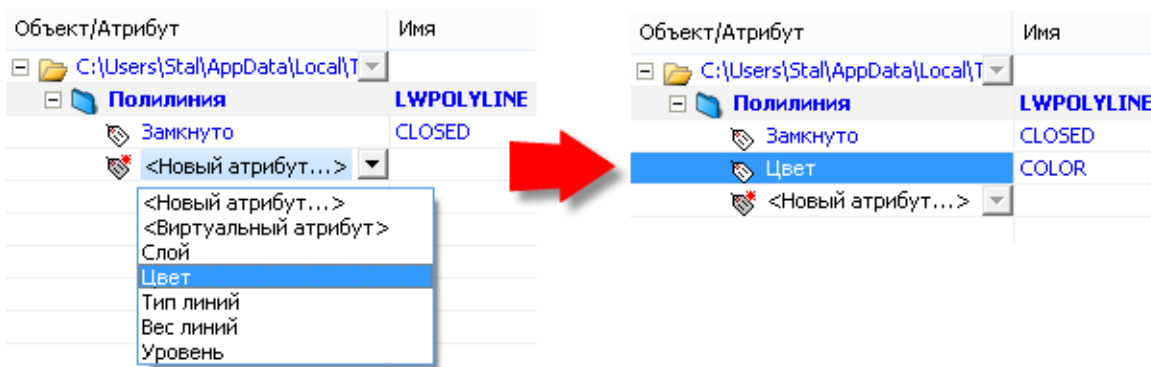 Объект/Атрибут Имя
C:\Users\Stal\AppData\Local\T
Полилиния LWPOLYLINE
Замкнуто CLOSED
<Новый атрибут...>
<Новый атрибут...>
<Виртуальный атрибут>
Слой
Цвет
Тип линий
Вес линий
Уровень
Объект/Атрибут Имя
C:\Users\Stal\AppData\Local\T
Полилиния LWPOLYLINE
Замкнуто CLOSED
Цвет COLOR
<Новый атрибут...>